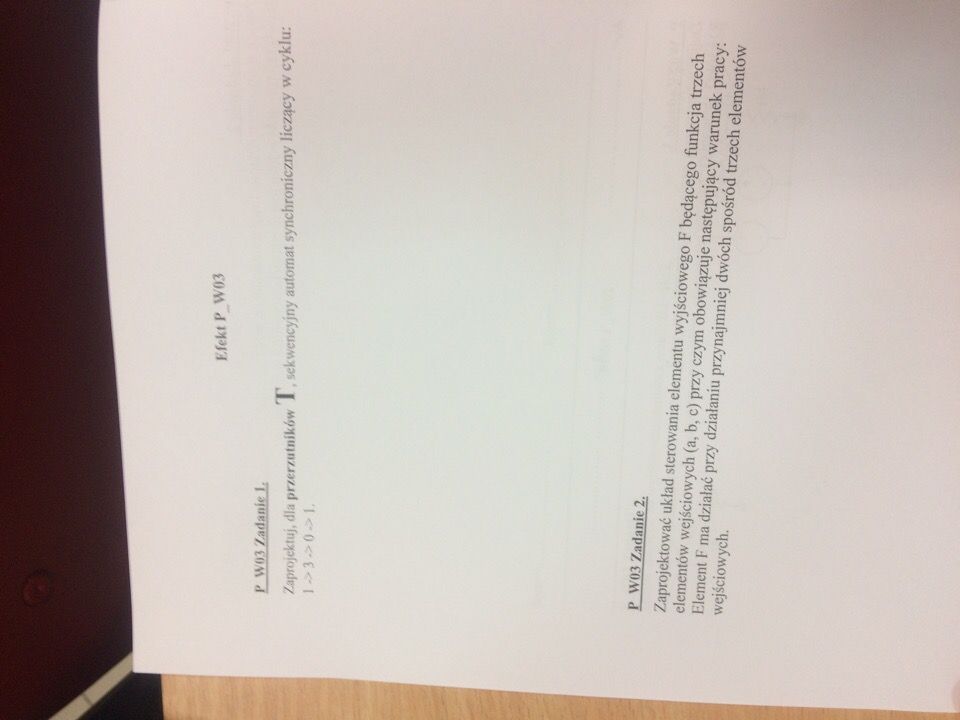 Efekt P_W03
P_W03 Zadanie 1.
Zaprojektuj, dla przerzutników T, sekwencyjny automat synchroniczny liczący w cyklu:
1 -> 3 -> 0 -> 1.
P_W03 Zadanie 2.
Zaprojektować układ sterowania elementu wyjściowego F będącego funkcja trzech
elementów wejściowych (a, b, c) przy czym obowiązuje następujący warunek pracy:
Element F ma działać przy działaniu przynajmniej dwóch spośród trzech elementów
wejściowych.